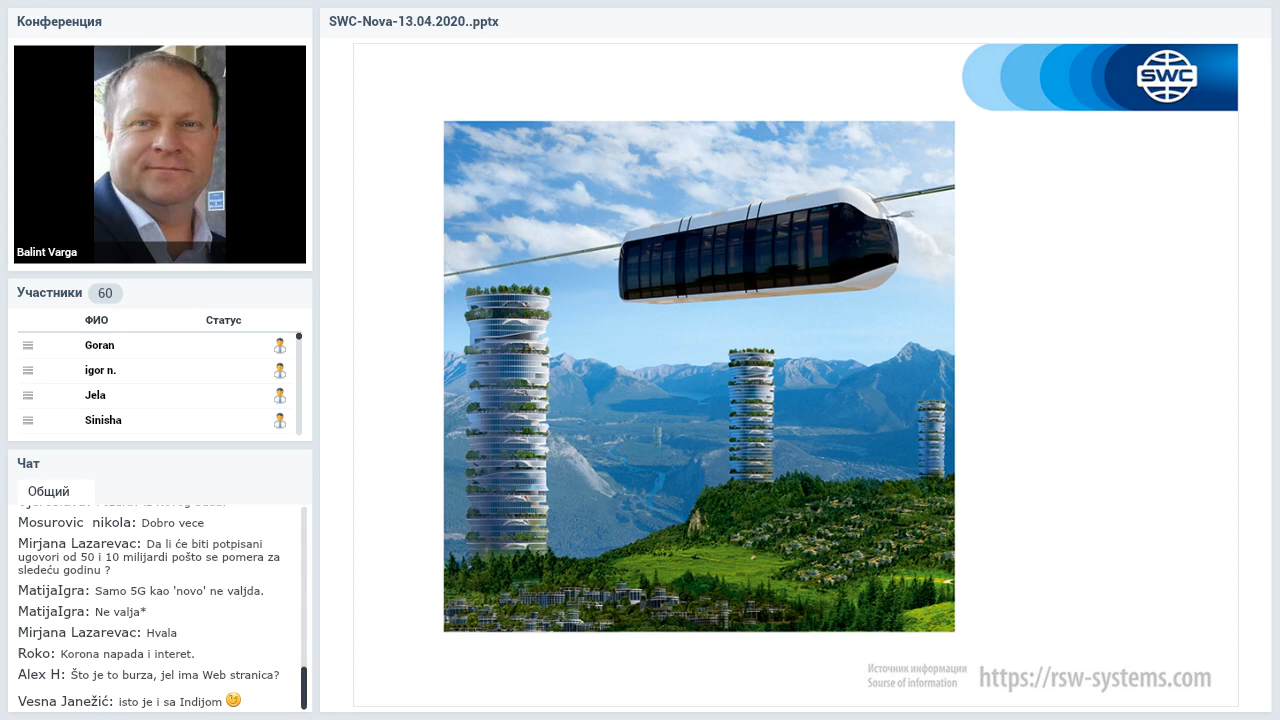 Конференция
Balint Varga
Участники 60
ФИО Статус
Goran
igor n.
Jela
Sinisha
Чат
Общий
Mosurovic nikola: Dobro vece
Mirjana Lazarevac: Da li će biti potpisani
ugovori od 50 i 10 milijardi pošto se pomera za
sledeću godinu ?
MatijaIgra: Samo 5G kao 'novo' ne valjda.
MatijaIgra: Ne valja*
Mirjana Lazarevac: Hvala
Roko: Korona napada i interet.
Alex H: Što je to burza, jel ima Web stranica?
Vesna Janežić: isto je i sa Indijom
SWC-Nova-13.04.2020..pptx
SWC
Источник информации
Sourse of information
https://rsw-systems.com